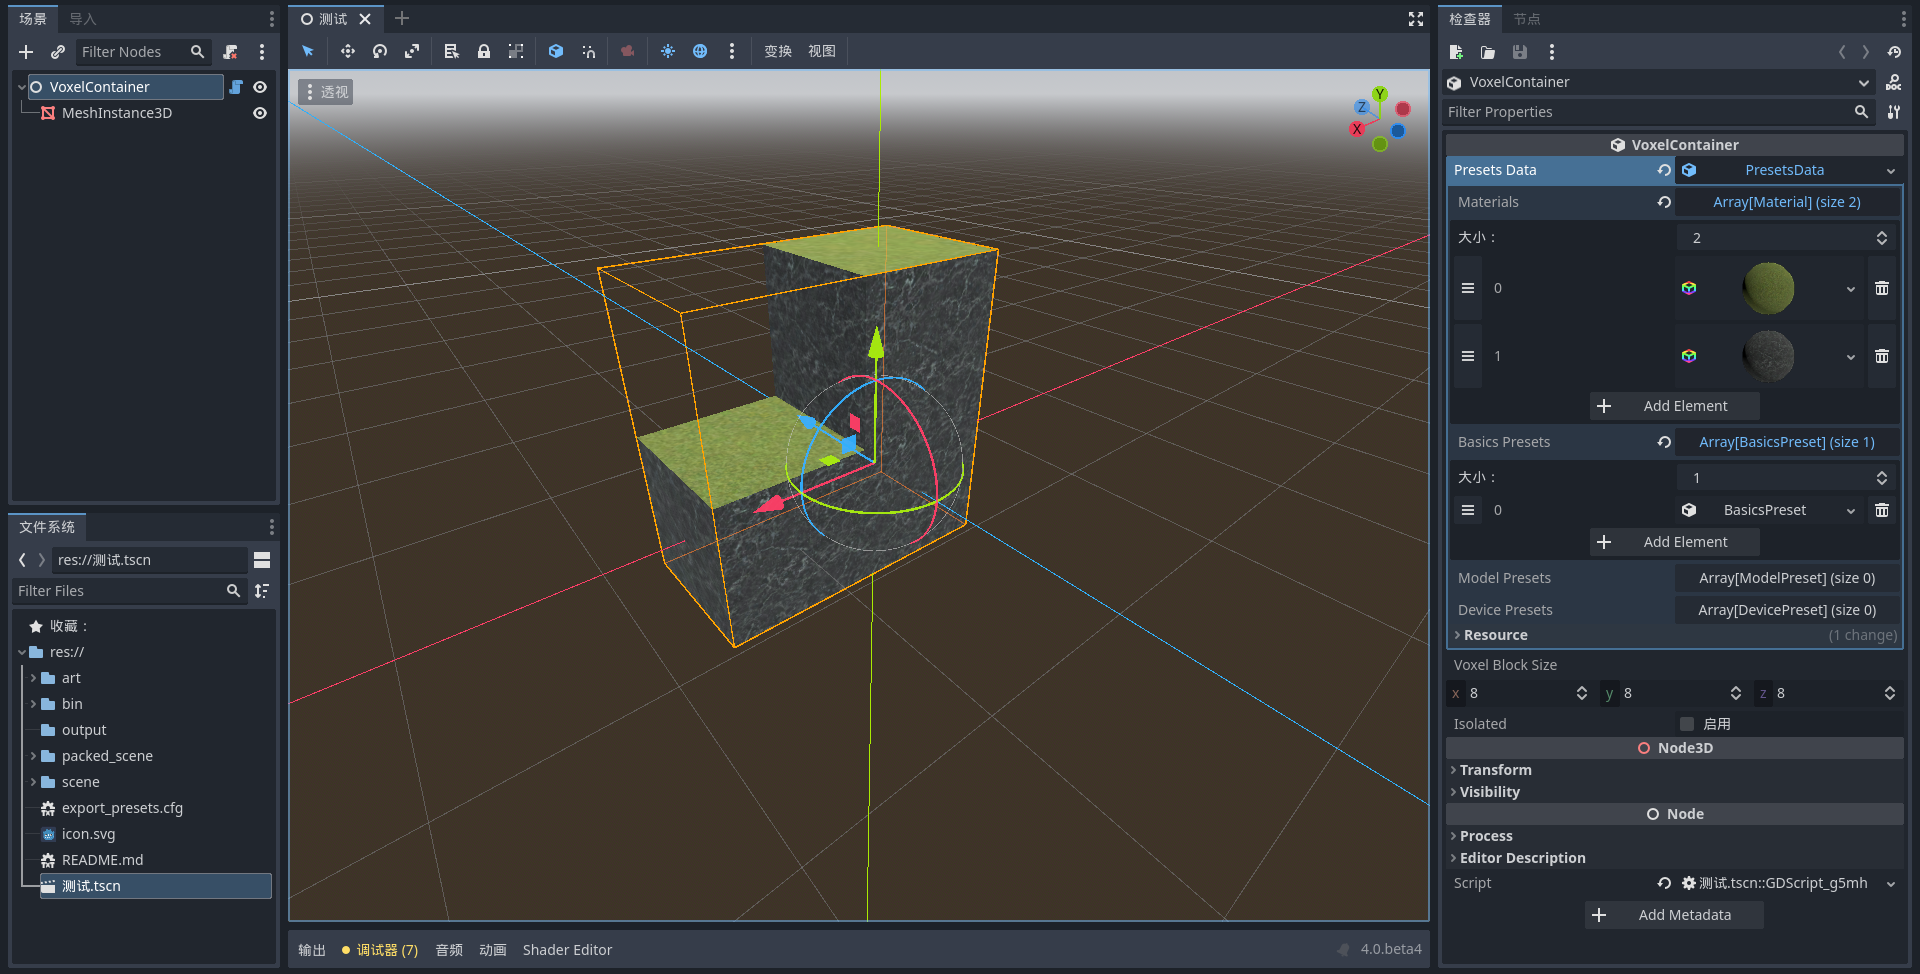 场景 导入
Filter Nodes
VoxelContainer
MeshInstance3D
文件系统
res://测试.tscn
Filter Files
收藏：
res://
art
bin
output
packed_scene
scene
export_presets.cfg
icon.svg
README.md
测试.tscn
测试
变换 视图
透视
Y
Z
X
输出 调试器 (7) 音频 动画 Shader Editor 4.0.beta4
检查器 节点
VoxelContainer
DOC
Filter Properties
VoxelContainer
Presets Data PresetsData
Materials Array[Material] (size 2)
大小： 2
0
1
Add Element
Basics Presets Array[BasicsPreset] (size 1)
大小： 1
0 BasicsPreset
Add Element
Model Presets Array[ModelPreset] (size 0)
Device Presets Array[DevicePreset] (size 0)
Resource (1 change)
Voxel Block Size
x 8 y 8 z 8
Isolated 启用
Node3D
Transform
Visibility
Node
Process
Editor Description
Script 测试.tscn::GDScript_g5mh
Add Metadata